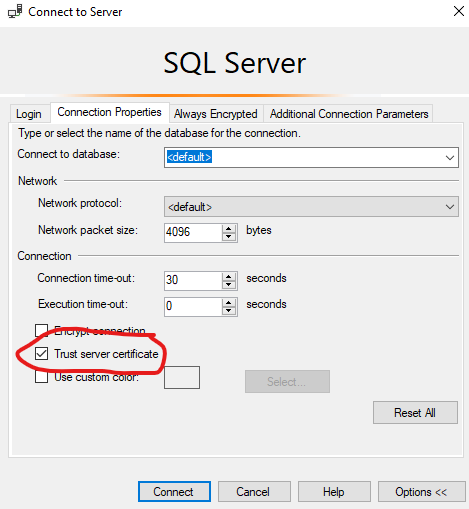 Connect to Server
SQL Server
Login Connection Properties Always Encrypted Additional Connection Parameters
Type or select the name of the database for the connection.
Connect to database: <default>
Network
Network protocol: <default>
Network packet size: 4096 bytes
Connection
Connection time-out: 30 seconds
Execution time-out: 0 seconds
Encrypt connection
Trust server certificate
Use custom color: Select...
Reset All
Connect Cancel Help Options <<